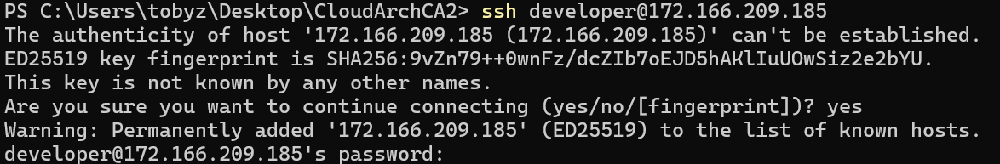 PS C:\Users\tobyz\Desktop\CloudArchCA2> ssh developer@172.166.209.185
The authenticity of host '172.166.209.185 (172.166.209.185)' can't be established.
ED25519 key fingerprint is SHA256:9vZn79++0wnFz/dcZIb7oEJD5hAKlIuUOwSiz2e2bYU.
This key is not known by any other names.
Are you sure you want to continue connecting (yes/no/[fingerprint])? yes
Warning: Permanently added '172.166.209.185' (ED25519) to the list of known hosts.
developer@172.166.209.185's password: